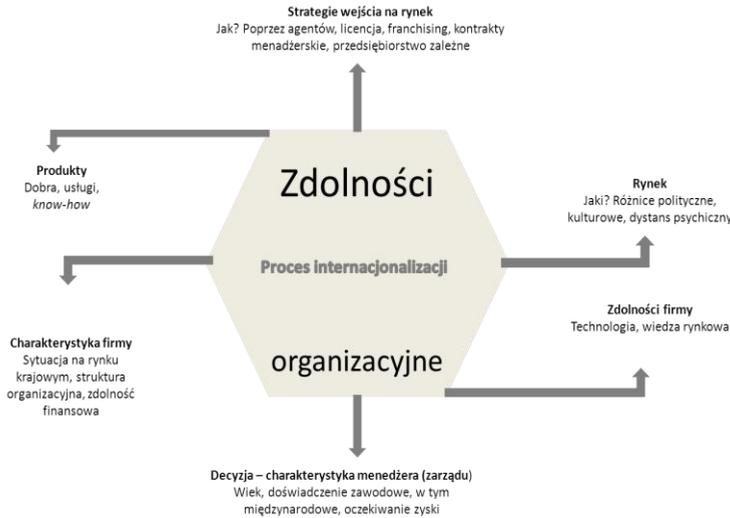 Strategie wejścia na rynek
Jak? Poprzez agentów, licencja, franchising, kontrakty
menadżerskie, przedsiębiorstwo zależne
Zdolności
Produkty
Dobra, usługi,
know-how
Rynek
Jaki? Różnice polityczne,
kulturowe, dystans psychiczny
Proces internacjonalizacji
Zdolności firmy
Technologia, wiedza rynkowa
Charakterystyka firmy
Sytuacja na rynku
krajowym, struktura
organizacyjna, zdolność
finansowa
organizacyjne
Decyzja – charakterystyka menedżera (zarządu)
Wiek, doświadczenie zawodowe, w tym
międzynarodowe, oczekiwanie zyski